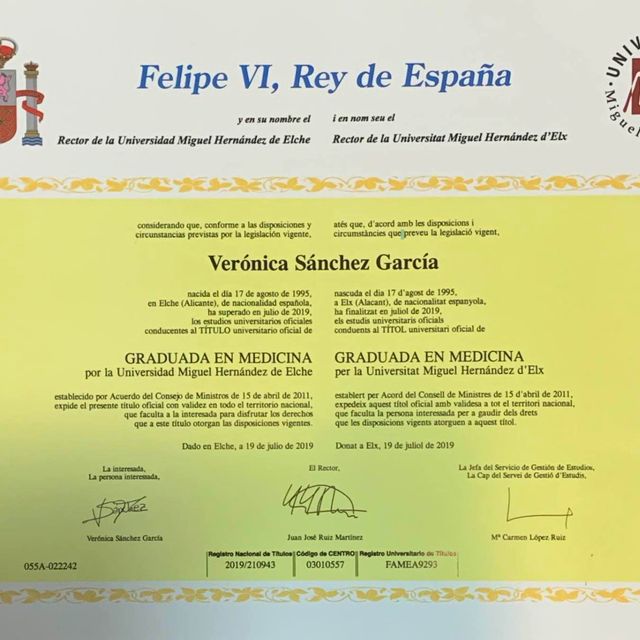 UNIV
Miguel
Felipe VI, Rey de España
y en su nombre el
Rector de la Universidad Miguel Hernández de Elche
i en nom seu el
Rector de la Universitat Miguel Hernández d'Elx
considerando que, conforme a las disposiciones y
circunstancias previstas por la legislación vigente,
atés que, d'acord amb les disposicions i
circumstàncies que preveu la legislació vigent,
Verónica Sánchez García
nacida el día 17 de agosto de 1995,
en Elche (Alicante), de nacionalidad española,
ha superado en julio de 2019,
los estudios universitarios oficiales
conducentes al TÍTULO universitario oficial de
nascuda el dia 17 d'agost de 1995,
a Elx (Alacant), de nacionalitat espanyola,
ha finalitzat en juliol de 2019,
els estudis universitaris oficials
conduents al TÍTOL universitari oficial de
GRADUADA EN MEDICINA
por la Universidad Miguel Hernández de Elche
GRADUADA EN MEDICINA
per la Universitat Miguel Hernández d'Elx
establecido por Acuerdo del Consejo de Ministros de 15 de abril de 2011,
expide el presente título oficial con validez en todo el territorio nacional,
que faculta a la interesada para disfrutar los derechos
que a este título otorgan las disposiciones vigentes.
establert per Acord del Consell de Ministres de 15 d'abril de 2011,
expedeix aquest títol oficial amb validesa a tot el territori nacional,
que faculta la persona interessada per a gaudir dels drets
que les disposicions vigents atorguen a aquest títol.
Dado en Elche, a 19 de julio de 2019
Donat a Elx, 19 de juliol de 2019
La interesada,
La persona interessada,
El Rector,
La Jefa del Servicio de Gestión de Estudios,
La Cap del Servei de Gestió d'Estudis,
Verónica Sánchez García
Juan José Ruiz Martínez
Mª Carmen López Ruiz
055A-022242
Registro Nacional de Títulos
Código de CENTRO
Registro Universitario de Títulos
2019/210943
03010557
FAMEA9293